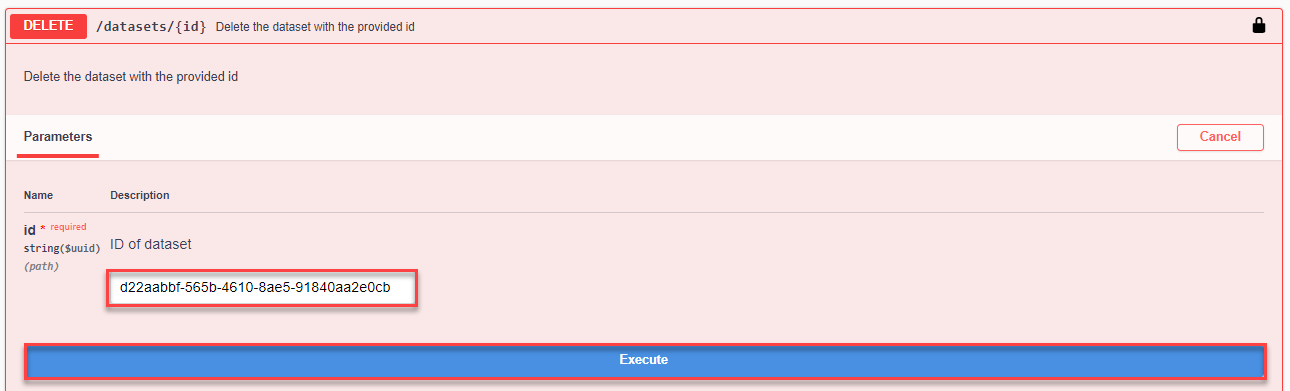 DELETE /datasets/{id} Delete the dataset with the provided id
Delete the dataset with the provided id
Parameters Cancel
Name Description
id * required
string($uuid) ID of dataset
(path)
d22aabbf-565b-4610-8ae5-91840aa2e0cb
Execute